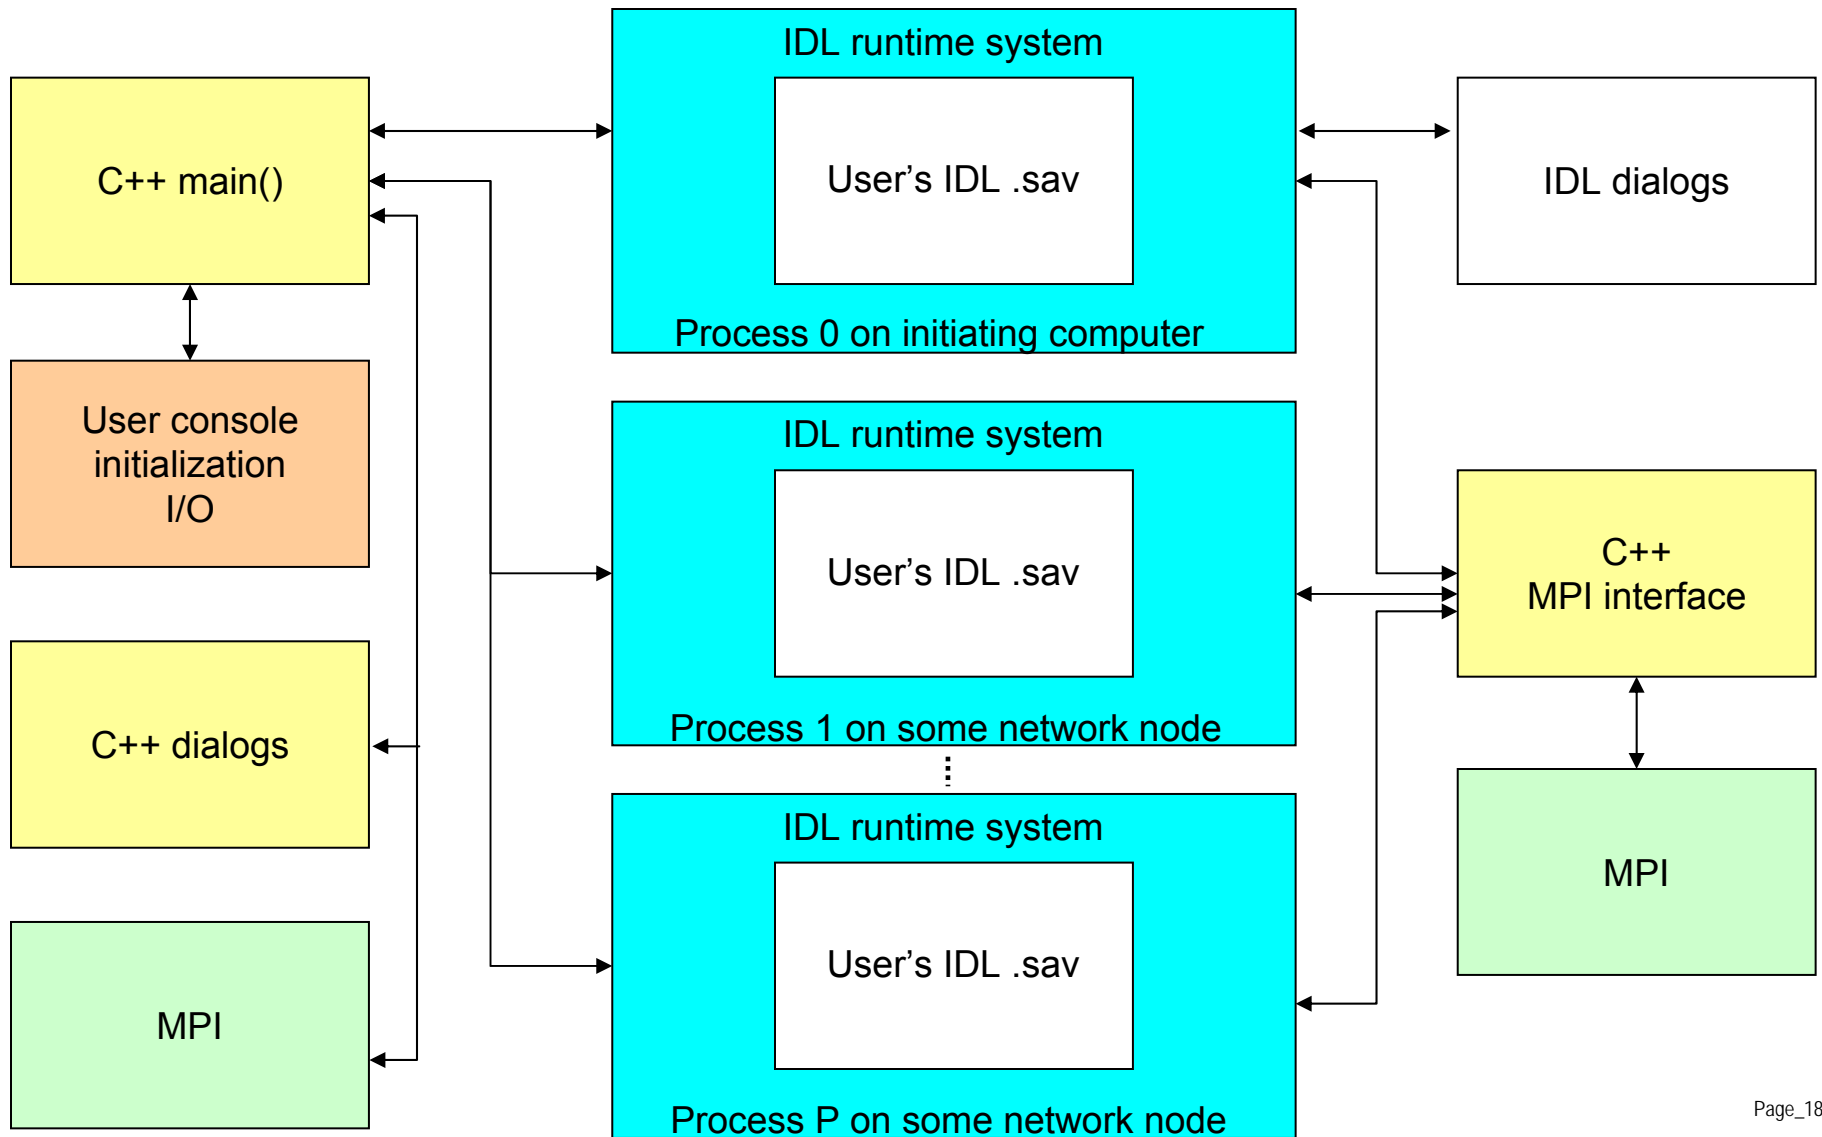 IDL runtime system
User’s IDL .sav
Process 0 on initiating computer
C++ main()
IDL dialogs
User console
initialization
I/O
IDL runtime system
User’s IDL .sav
Process 1 on some network node
C++
MPI interface
C++ dialogs
IDL runtime system
User’s IDL .sav
Process P on some network node
MPI
MPI
Page_18